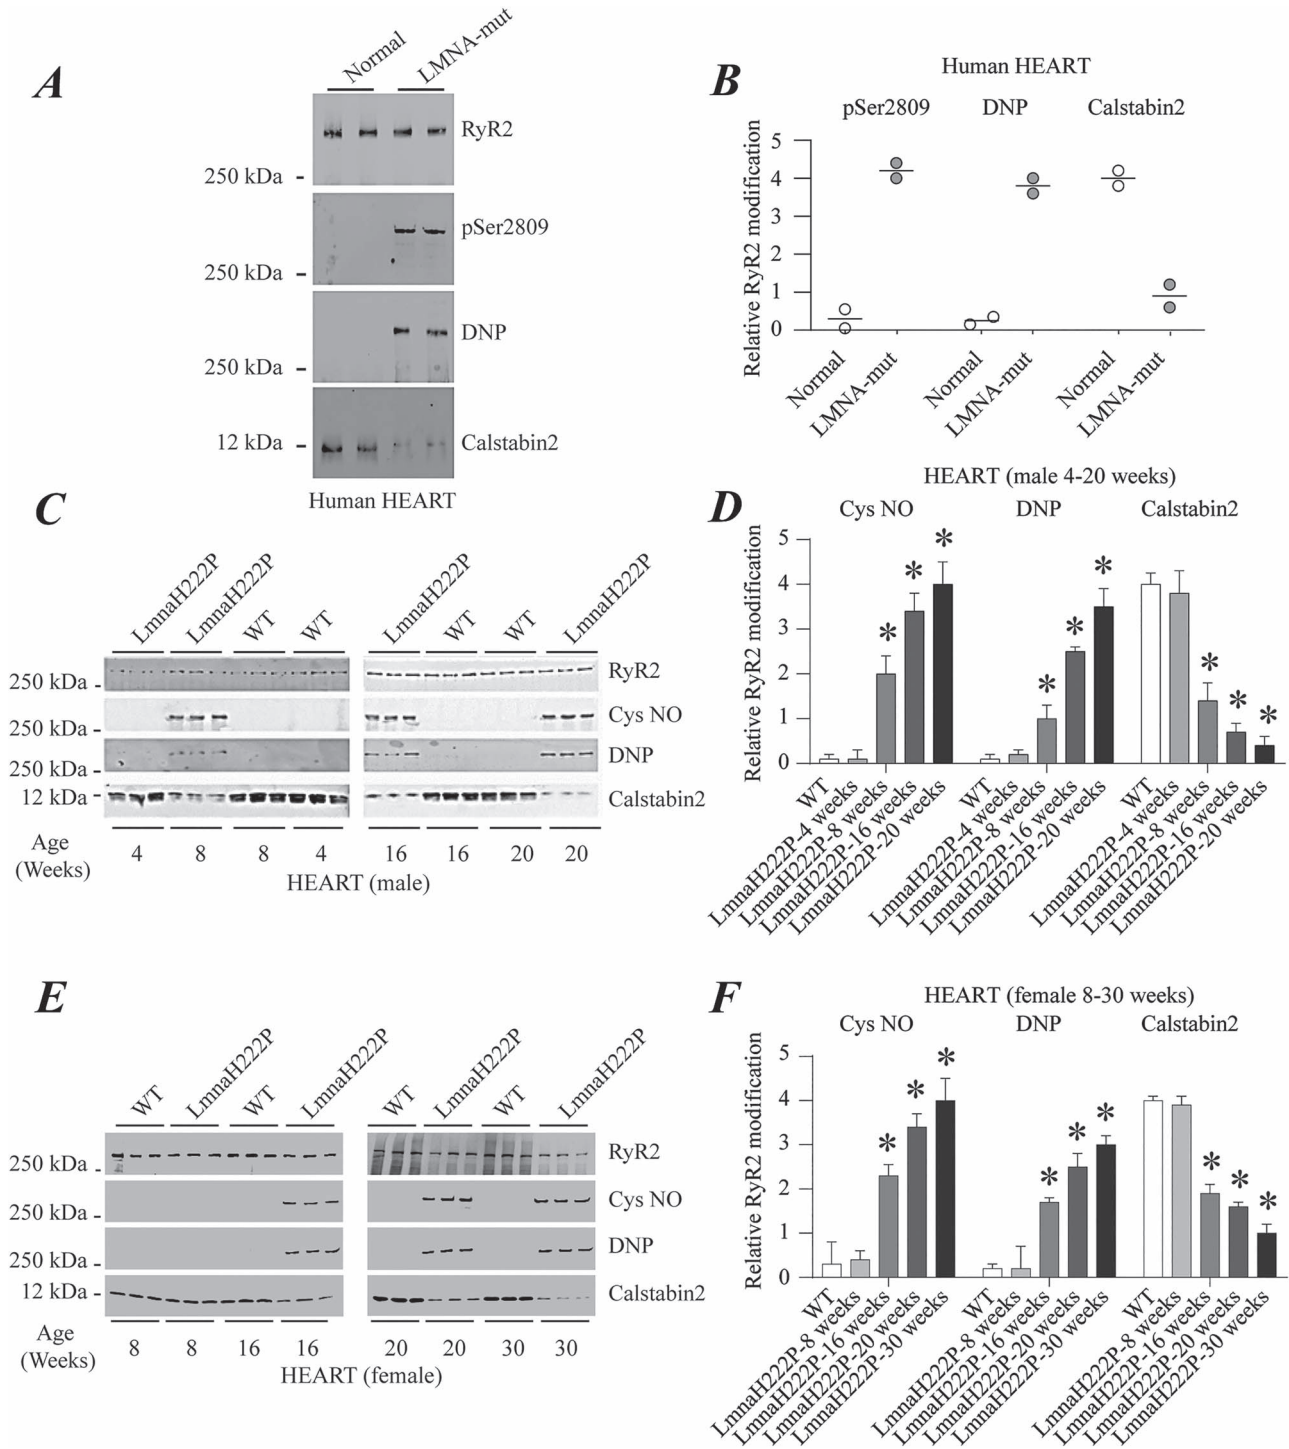 A
Normal
LMNA-mut
RyR2
250 kDa
pSer2809
250 kDa
DNP
250 kDa
12 kDa
Calstabin2
Human HEART
B
Human HEART
pSer2809 DNP Calstabin2
Relative RyR2 modification
5
4
3
2
1
0
Normal
LMNA-mut
Normal
LMNA-mut
Normal
LMNA-mut
C
LmnaH222P
LmnaH222P
WT
WT
LmnaH222P
WT
WT
LmnaH222P
250 kDa
RyR2
250 kDa
Cys NO
250 kDa
DNP
12 kDa
Calstabin2
Age
(Weeks)
4 8 8 4 16 16 20 20
HEART (male)
D
HEART (male 4-20 weeks)
Cys NO DNP Calstabin2
Relative RyR2 modification
5
4
3
2
1
0
* * * * * * * * *
WT
LmnaH222P-4 weeks
LmnaH222P-8 weeks
LmnaH222P-16 weeks
LmnaH222P-20 weeks
WT
LmnaH222P-4 weeks
LmnaH222P-8 weeks
LmnaH222P-16 weeks
LmnaH222P-20 weeks
WT
LmnaH222P-4 weeks
LmnaH222P-8 weeks
LmnaH222P-16 weeks
LmnaH222P-20 weeks
E
WT
LmnaH222P
WT
LmnaH222P
WT
LmnaH222P
WT
LmnaH222P
250 kDa
RyR2
250 kDa
Cys NO
250 kDa
DNP
12 kDa
Calstabin2
Age
(Weeks)
8 8 16 16 20 20 30 30
HEART (female)
F
HEART (female 8-30 weeks)
Cys NO DNP Calstabin2
Relative RyR2 modification
5
4
3
2
1
0
* * * * * * * * *
WT
LmnaH222P-8 weeks
LmnaH222P-16 weeks
LmnaH222P-20 weeks
LmnaH222P-30 weeks
WT
LmnaH222P-8 weeks
LmnaH222P-16 weeks
LmnaH222P-20 weeks
LmnaH222P-30 weeks
WT
LmnaH222P-8 weeks
LmnaH222P-16 weeks
LmnaH222P-20 weeks
LmnaH222P-30 weeks